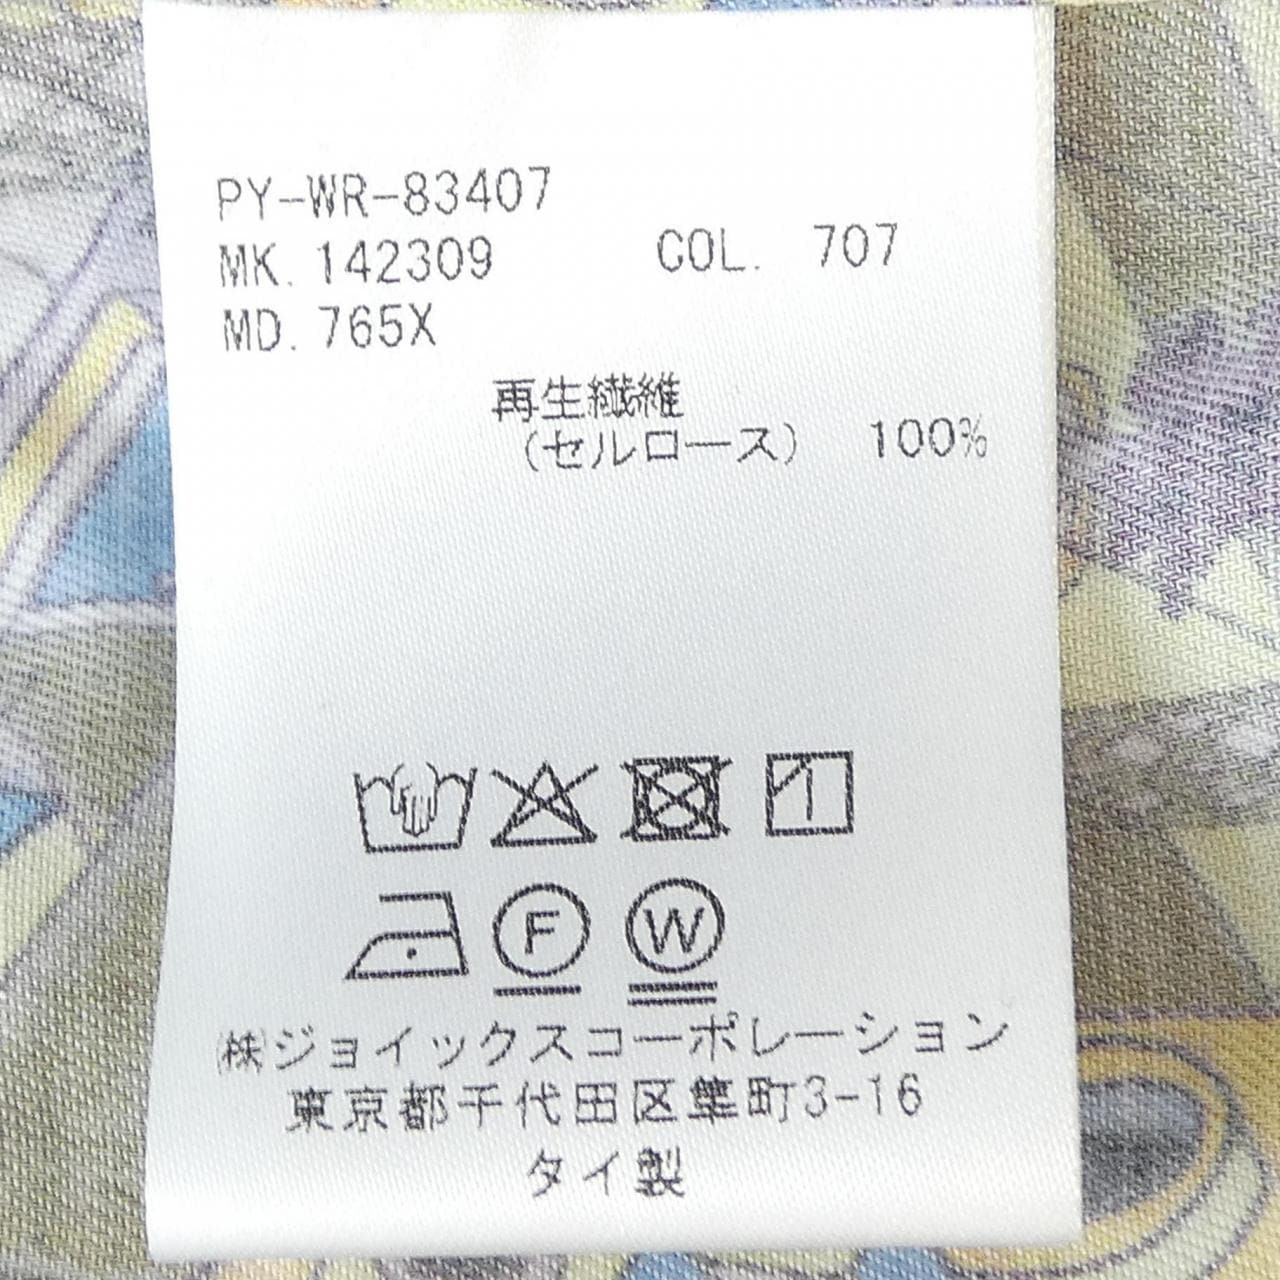 PY-WR-83407
MK. 142309 COL. 707
MD. 765X
再生繊維
(セルロース) 100%
F W
㈱ジョイックスコーポレーション
東京都千代田区隼町3-16
タイ製